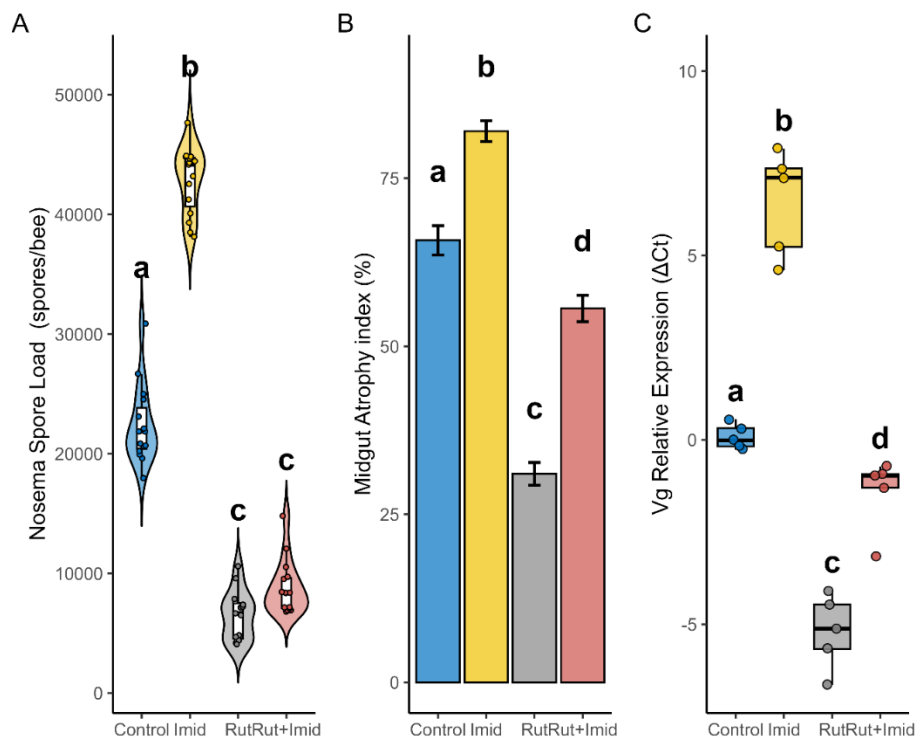 A
Nosema Spore Load (spores/bee)
50000
40000
30000
20000
10000
0
a
b
c
c
Control Imid RutRut+Imid
B
Midgut Atrophy index (%)
75
50
25
0
a
b
c
d
Control Imid RutRut+Imid
C
Vg Relative Expression (ΔCt)
10
5
0
-5
a
b
c
d
Control Imid RutRut+Imid